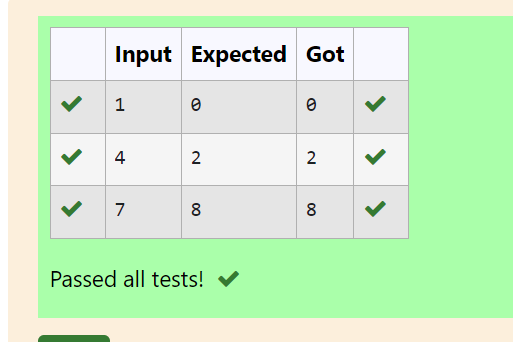 Input Expected Got
1 0 0
4 2 2
7 8 8
Passed all tests!